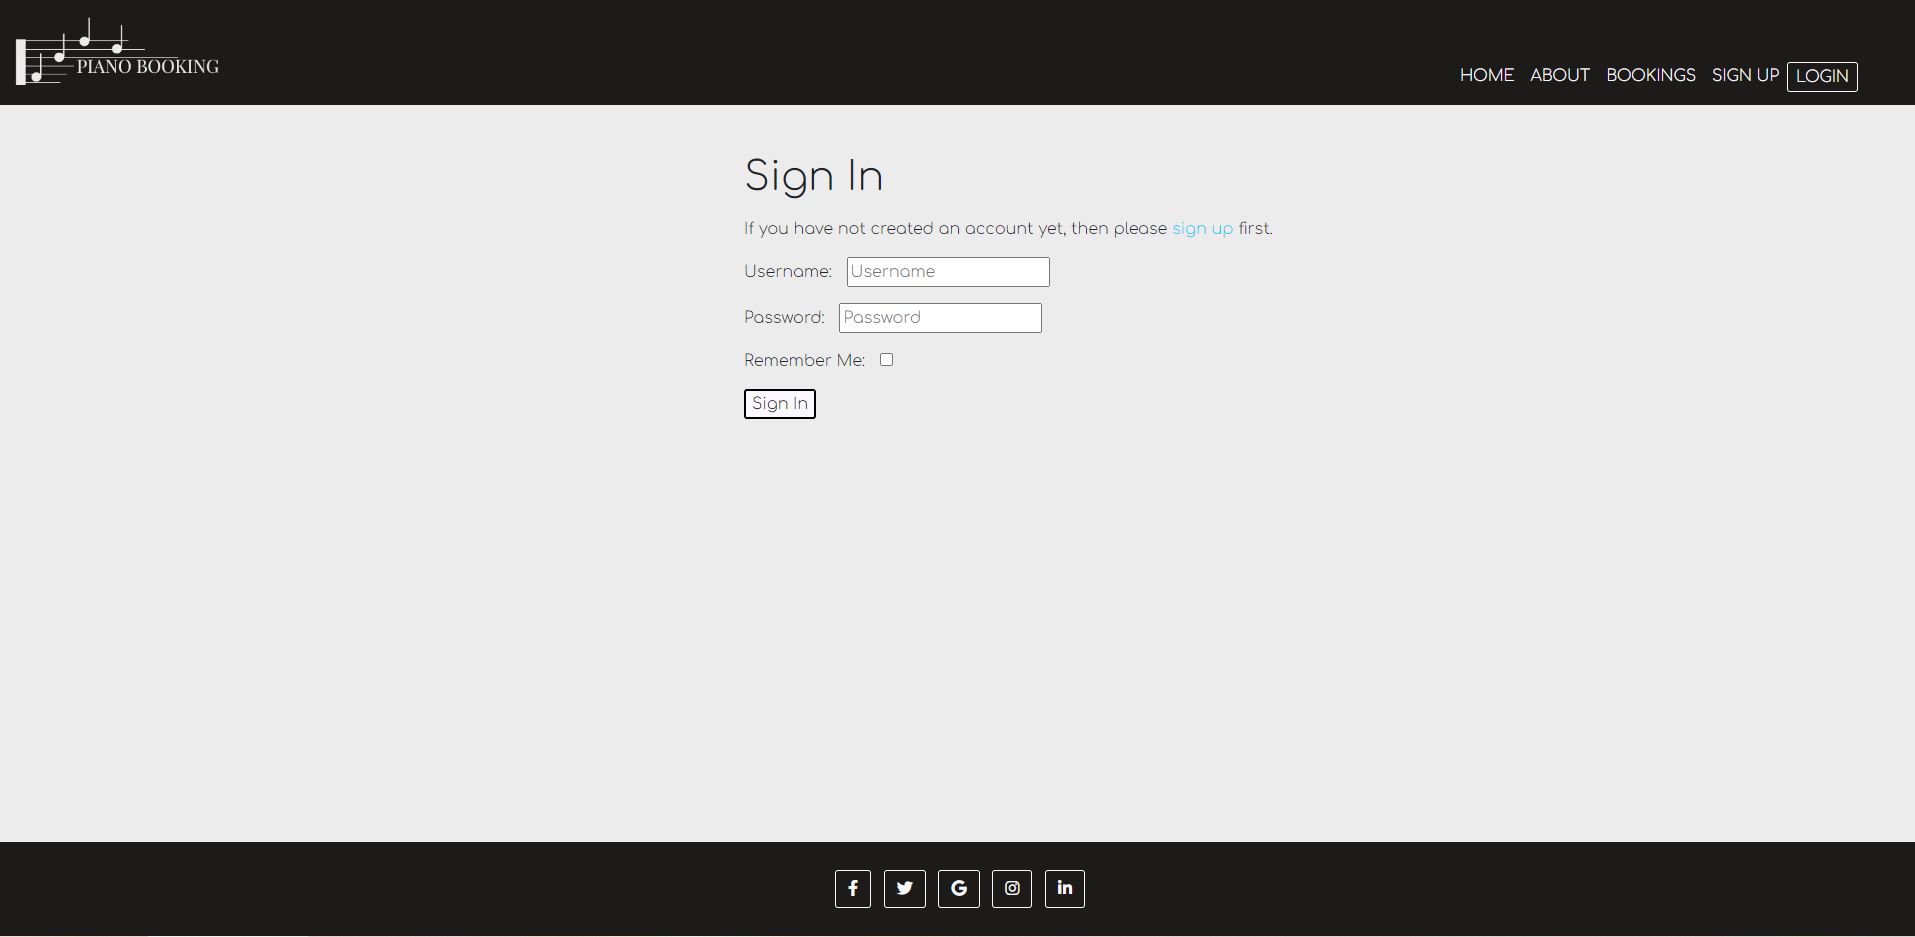 PIANO BOOKING
HOME ABOUT BOOKINGS SIGN UP LOGIN
Sign In
If you have not created an account yet, then please sign up first.
Username: Username
Password: Password
Remember Me:
Sign In